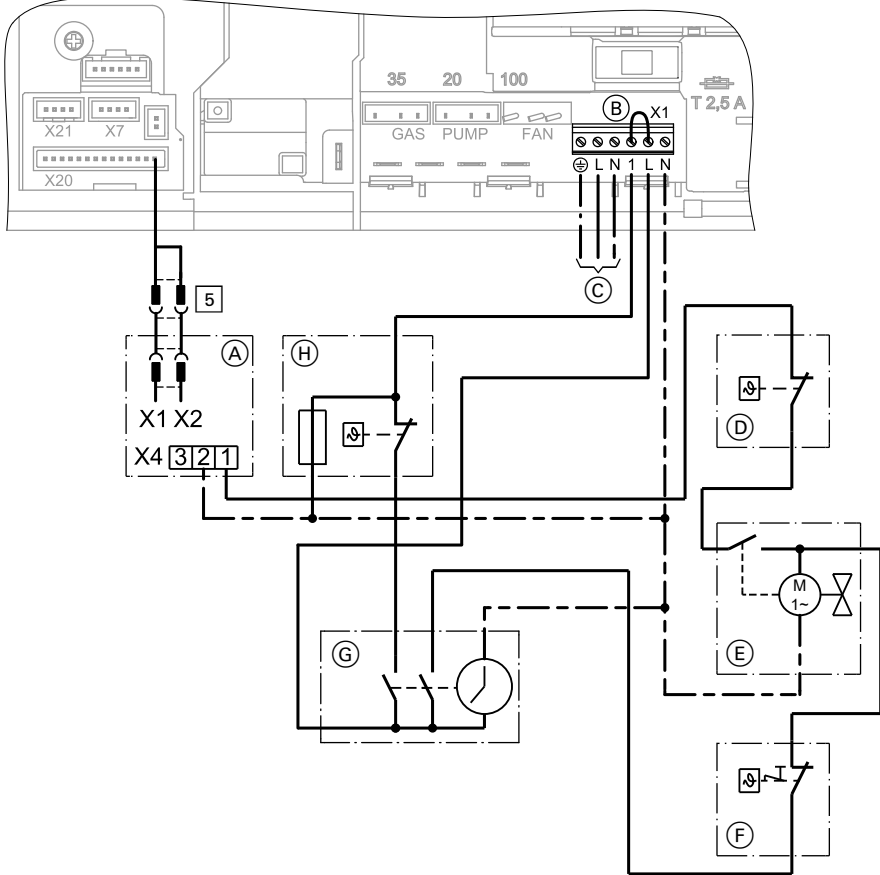 35 20 100
B X1
T 2,5 A
X21 X7
GAS PUMP FAN
X20
L N 1 L N
C
5
A
H
X1 X2
ϑ
ϑ
D
X4 3 2 1
M
1~
E
G
ϑ
F